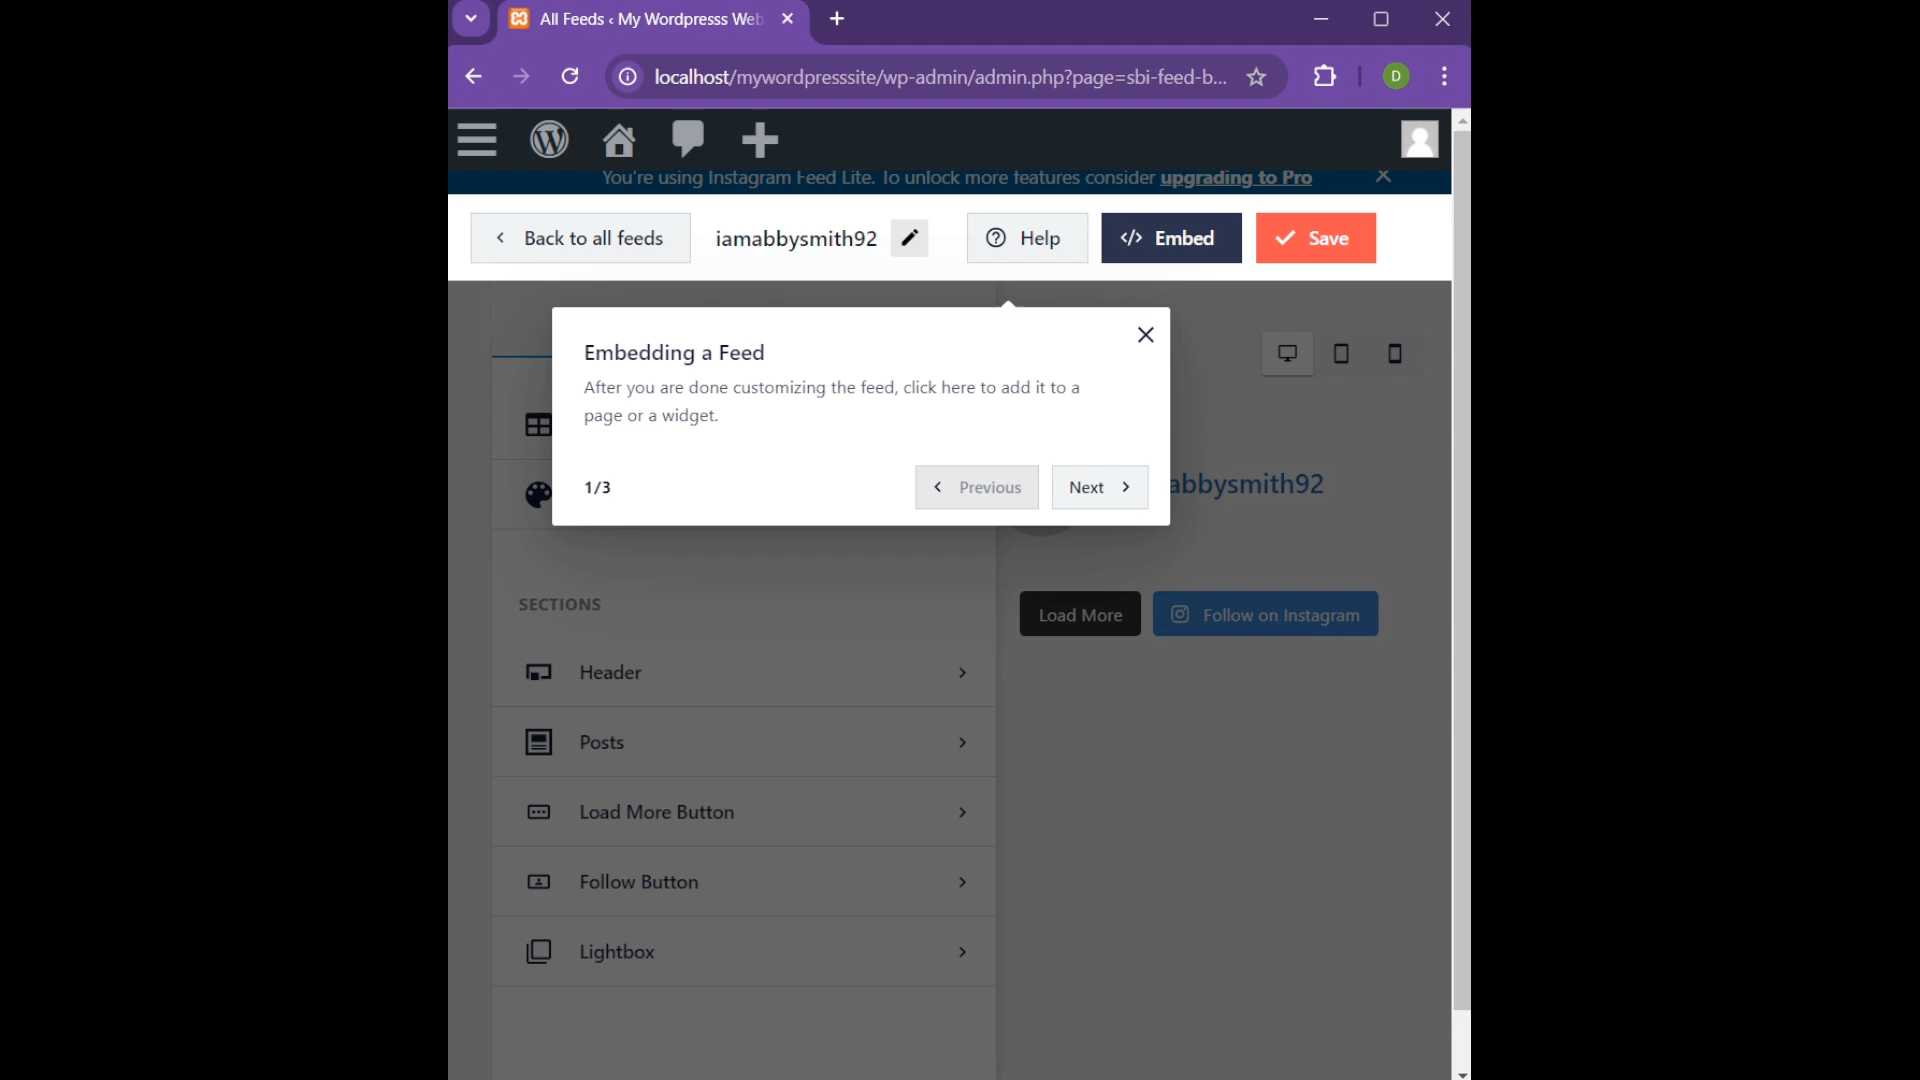 All Feeds ‹ My Wordpresss Web
localhost/mywordpresssite/wp-admin/admin.php?page=sbi-feed-b...
D
You're using Instagram Feed Lite. To unlock more features consider upgrading to Pro
Back to all feeds
iamabbysmith92
Help
</> Embed
Save
Embedding a Feed
After you are done customizing the feed, click here to add it to a
page or a widget.
1/3
Previous
Next
abbysmith92
SECTIONS
Load More
Follow on Instagram
Header
Posts
Load More Button
Follow Button
Lightbox